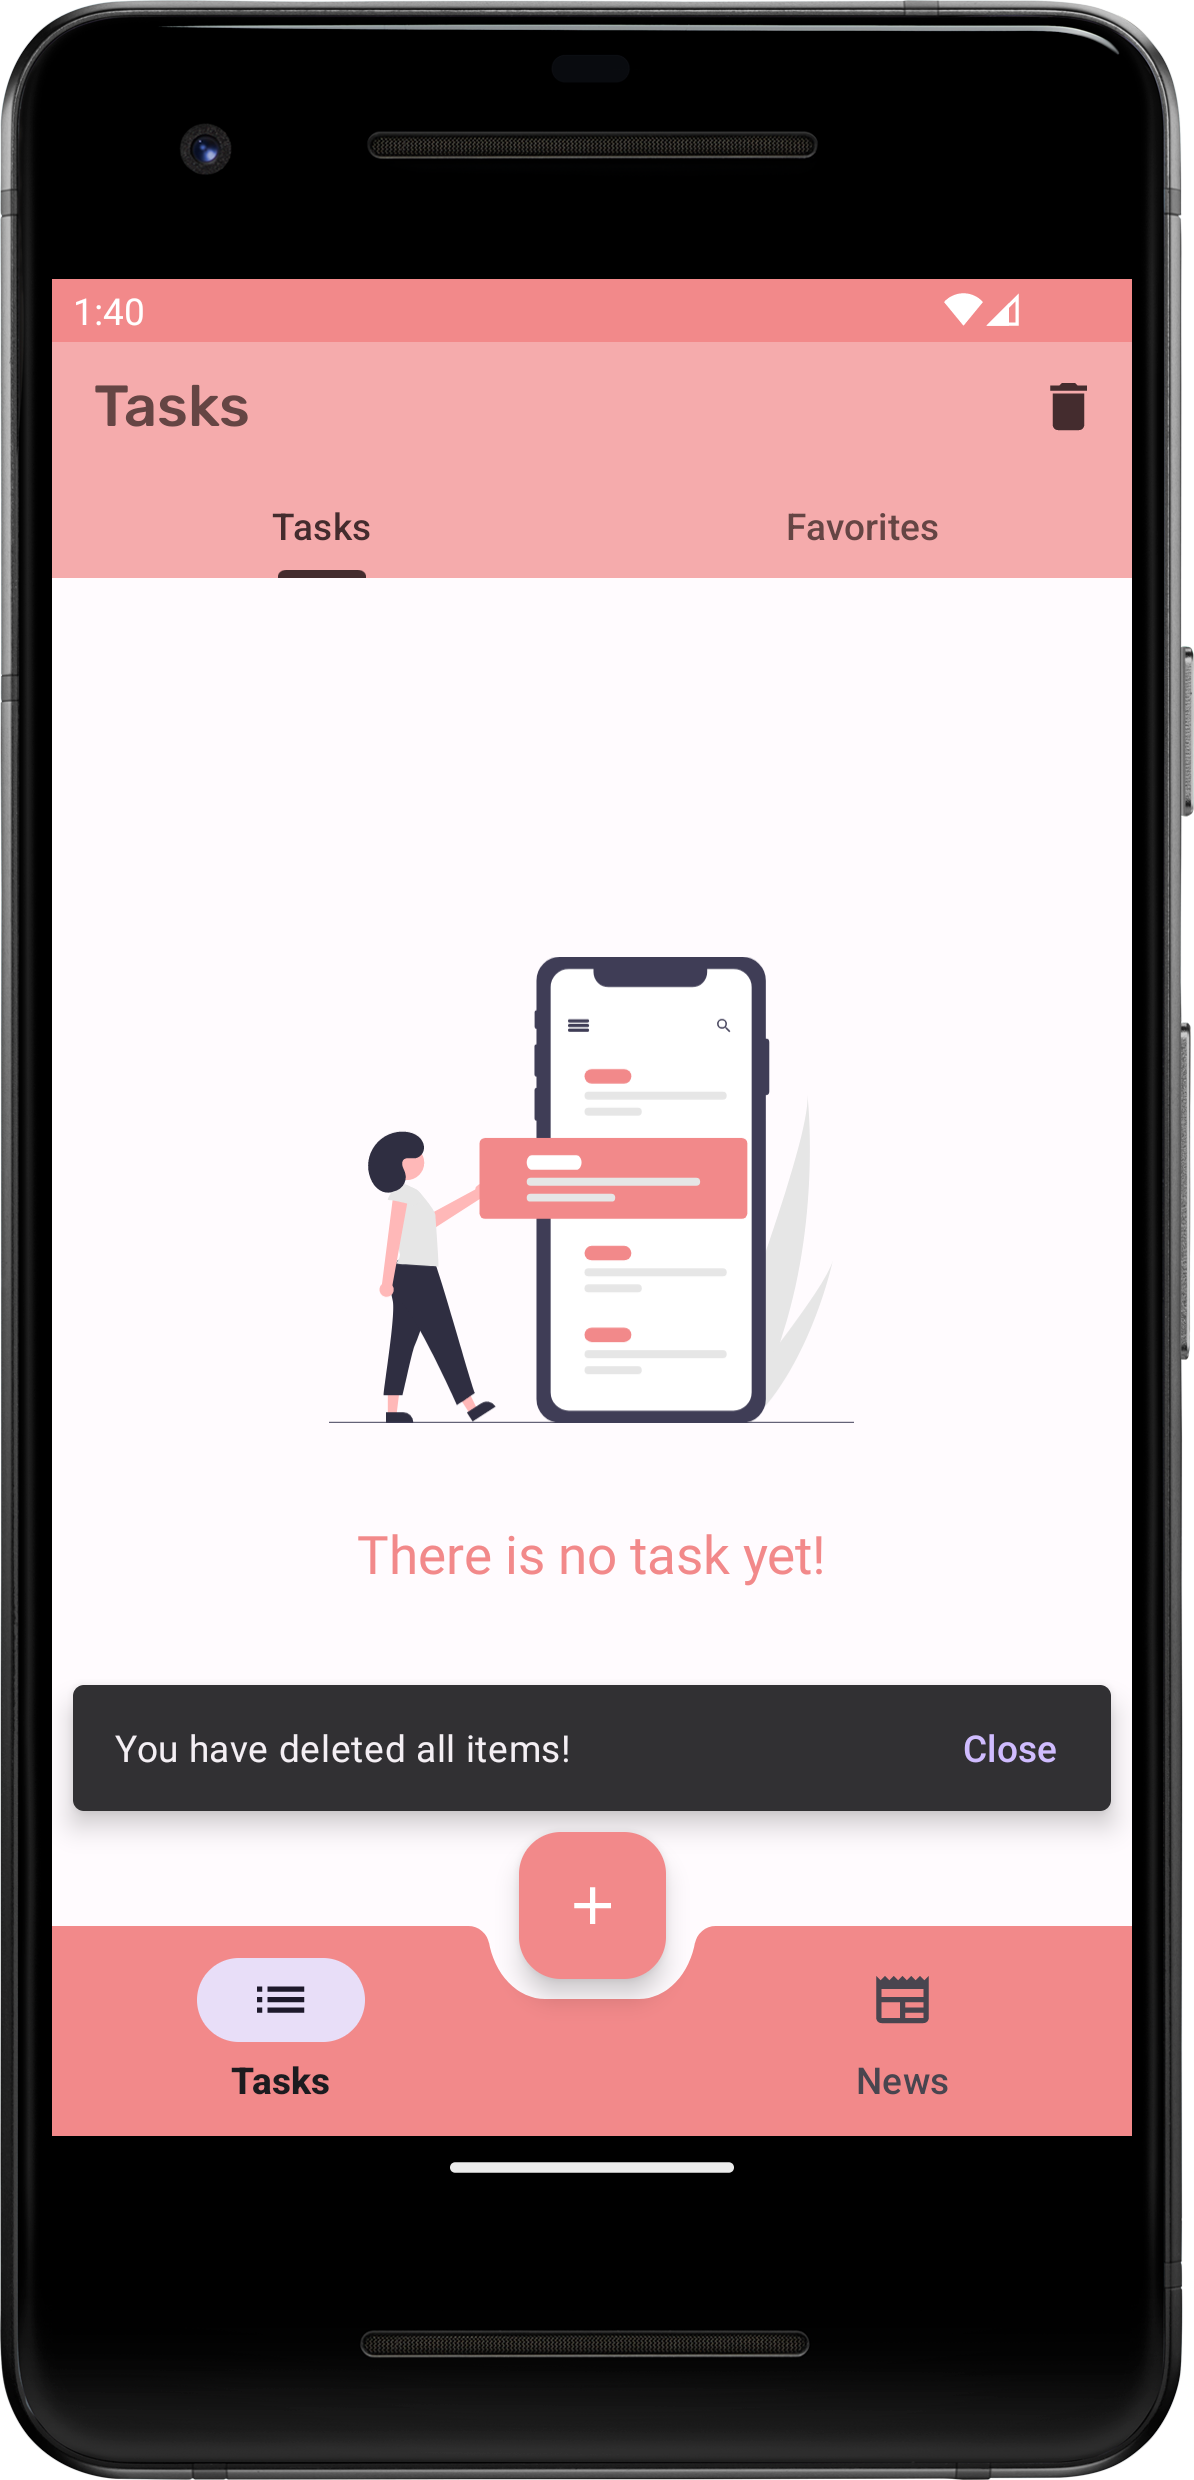 1:40
Tasks
Tasks
Favorites
There is no task yet!
You have deleted all items!
Close
Tasks
News